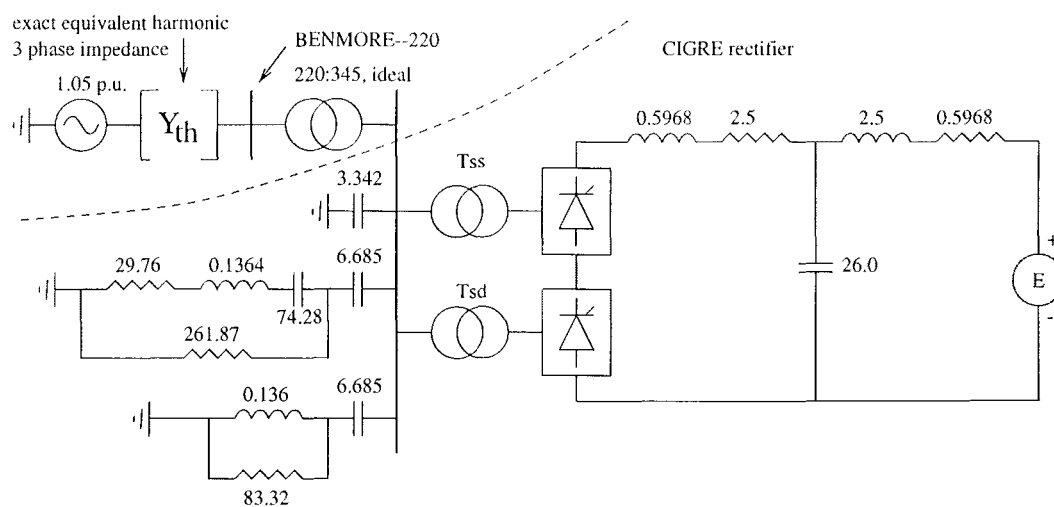 exact equivalent harmonic
3 phase impedance
BENMORE--220
CIGRE rectifier
1.05 p.u.
220:345, ideal
Yth
0.5968
2.5
2.5
0.5968
Tss
3.342
29.76
0.1364
6.685
74.28
Tsd
26.0
+
E
-
261.87
6.685
0.136
83.32